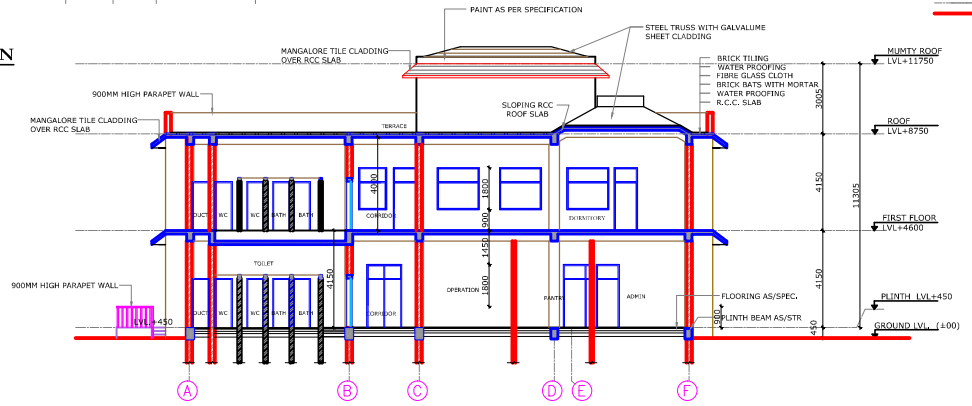 N
PAINT AS PER SPECIFICATION
STEEL TRUSS WITH GALVALUME
SHEET CLADDING
MANGALORE TILE CLADDING
OVER RCC SLAB
MUMTY ROOF
LVL+11750
BRICK TILING
WATER PROOFING
FIBRE GLASS CLOTH
BRICK BATS WITH MORTAR
WATER PROOFING
R.C.C. SLAB
3005
900MM HIGH PARAPET WALL
SLOPING RCC
ROOF SLAB
MANGALORE TILE CLADDING
OVER RCC SLAB
TERRACE
ROOF
LVL+8750
4000
1800
4150
11305
DUCT
WC
WC
BATH
BATH
CORRIDOR
900
DORMITORY
FIRST FLOOR
LVL+4600
1450
TOILET
4150
1800
4150
900MM HIGH PARAPET WALL
OPERATION
PANTRY
ADMIN
FLOORING AS/SPEC.
PLINTH LVL+450
LVL.+450
DUCT
WC
WC
BATH
BATH
CORRIDOR
900
PLINTH BEAM AS/STR
450
GROUND LVL. (±00)
A
B
C
D
E
F